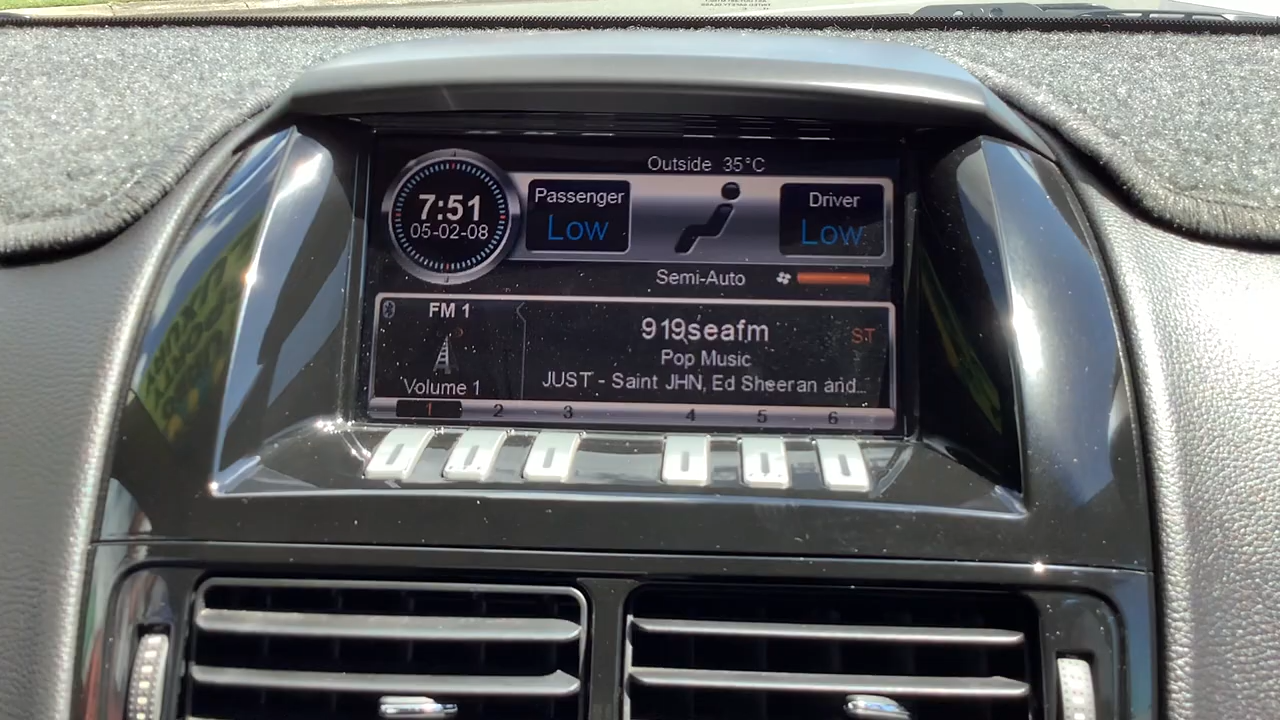 Outside 35°C
7:51
05-02-08
Passenger
Low
Driver
Low
Semi-Auto
FM 1
Volume 1
919seafm
ST
Pop Music
JUST - Saint JHN, Ed Sheeran and...
1 2 3 4 5 6